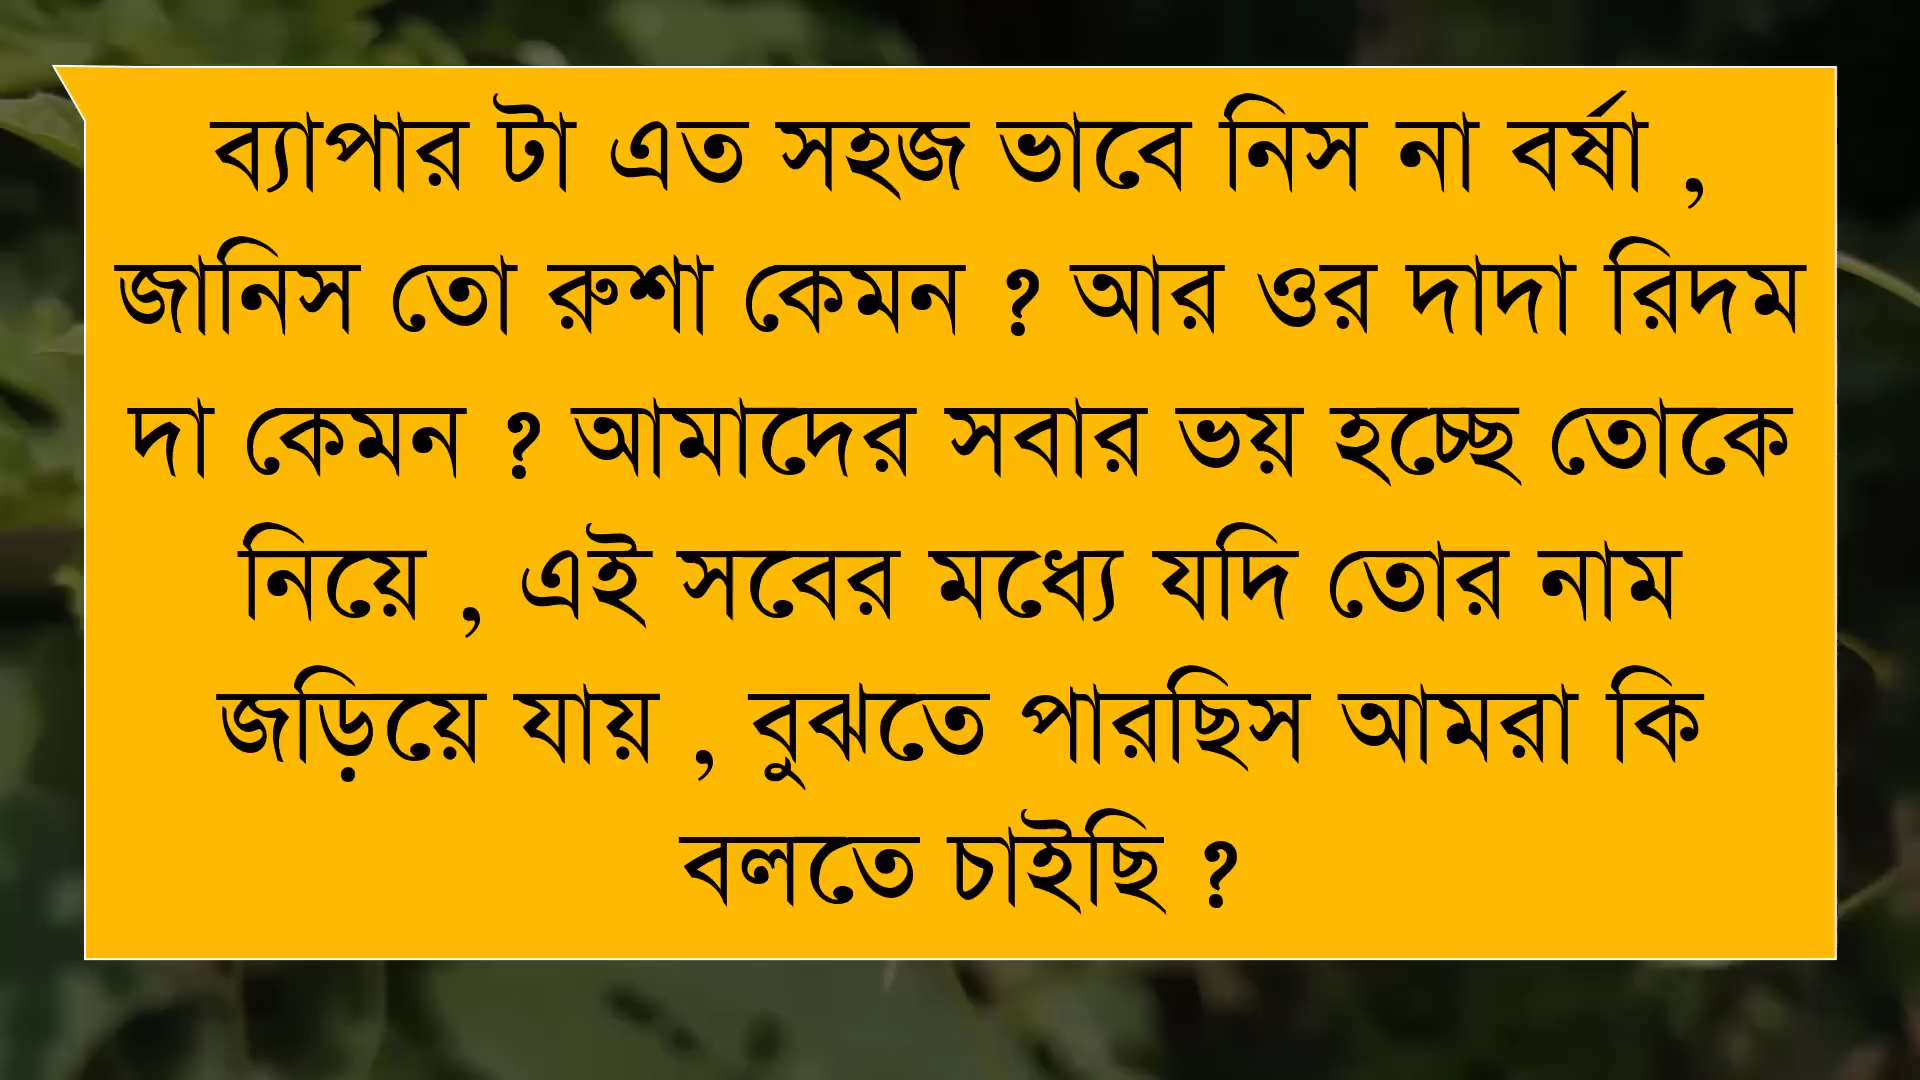 ব্যাপার টা এত সহজ ভাবে নিস না বর্ষা ,
জানিস তো রুশা কেমন ? আর ওর দাদা রিদম
দা কেমন ? আমাদের সবার ভয় হচ্ছে তোকে
নিয়ে , এই সবের মধ্যে যদি তোর নাম
জড়িয়ে যায় , বুঝতে পারছিস আমরা কি
বলতে চাইছি ?